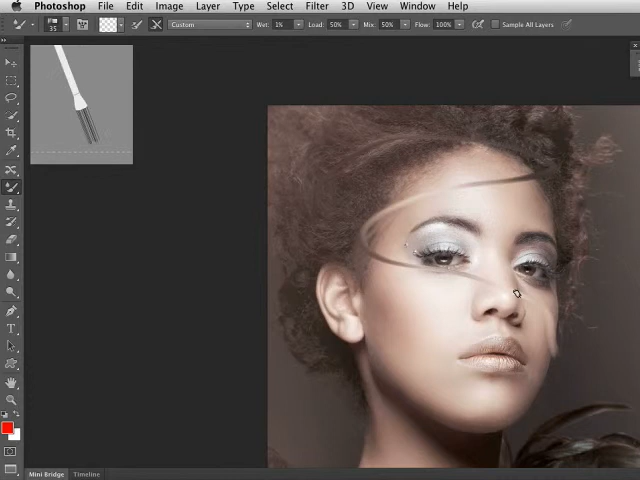 Photoshop File Edit Image Layer Type Select Filter 3D View Window Help
35 Custom Wet: 1% Load: 50% Mix: 50% Flow: 100% Sample All Layers
T
Mini Bridge Timeline